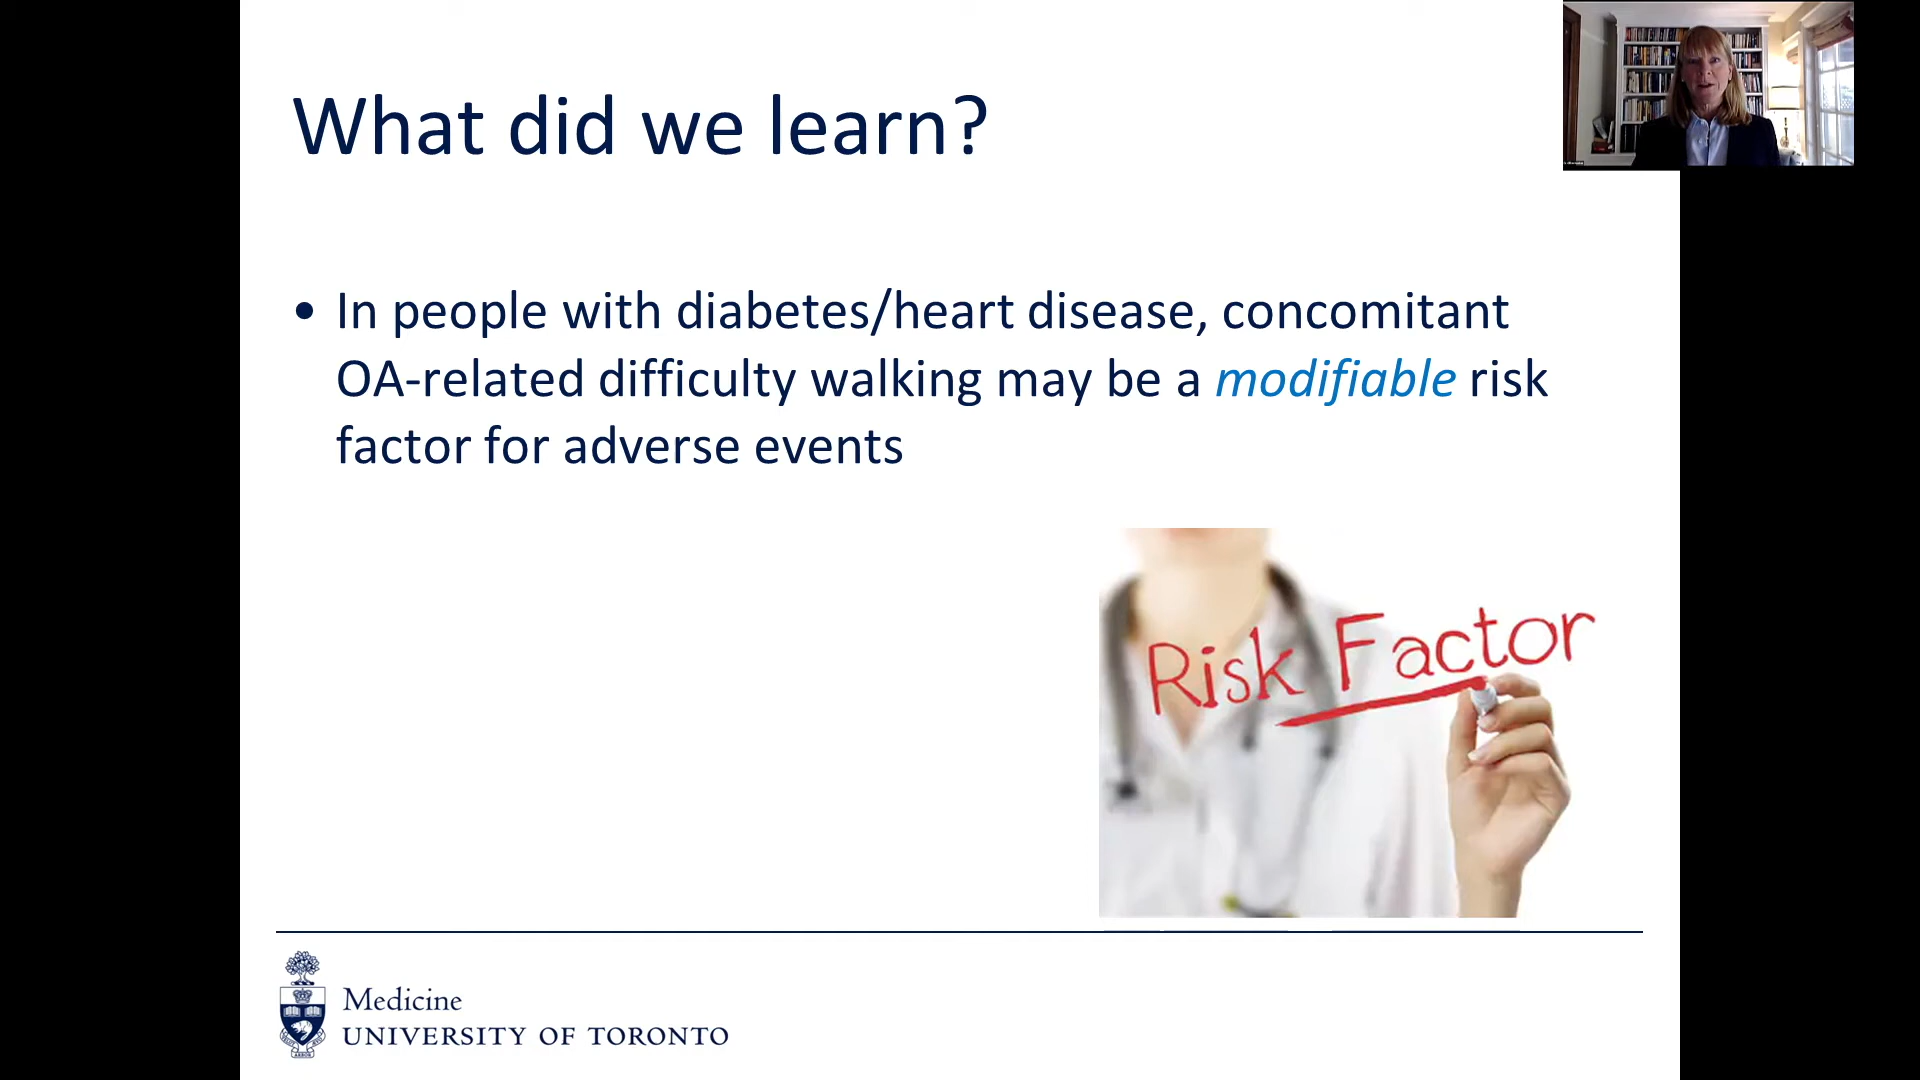 What did we learn?
• In people with diabetes/heart disease, concomitant
OA-related difficulty walking may be a modifiable risk
factor for adverse events
Risk Factor
Medicine
UNIVERSITY OF TORONTO